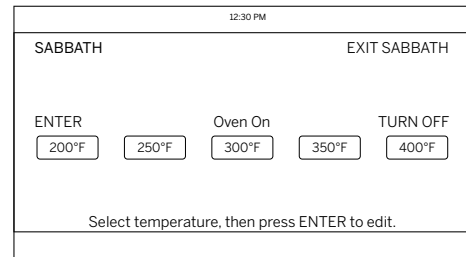 12:30 PM
SABBATH EXIT SABBATH
ENTER Oven On TURN OFF
200°F 250°F 300°F 350°F 400°F
Select temperature, then press ENTER to edit.